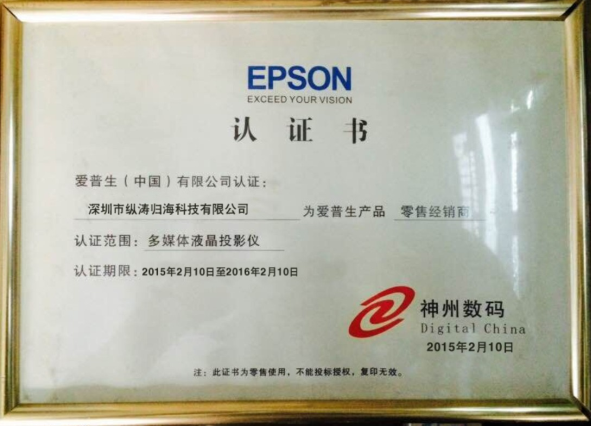 EPSON
EXCEED YOUR VISION
认证书
爱普生（中国）有限公司认证：
深圳市纵涛归海科技有限公司 为爱普生产品 零售经销商
认证范围：多媒体液晶投影仪
认证期限：2015年2月10日至2016年2月10日
神州数码
Digital China
2015年2月10日
注：此证书为零售使用，不能投标授权，复印无效。